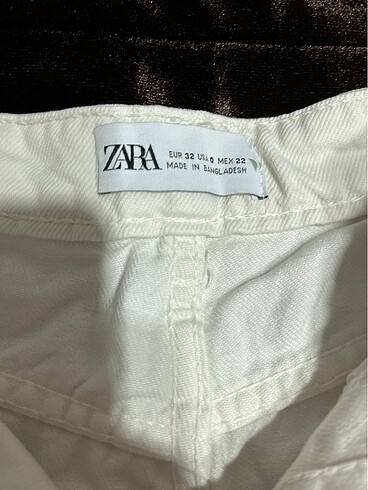 ZARA
EUR 32 USA 0 MEX 22
MADE IN BANGLADESH